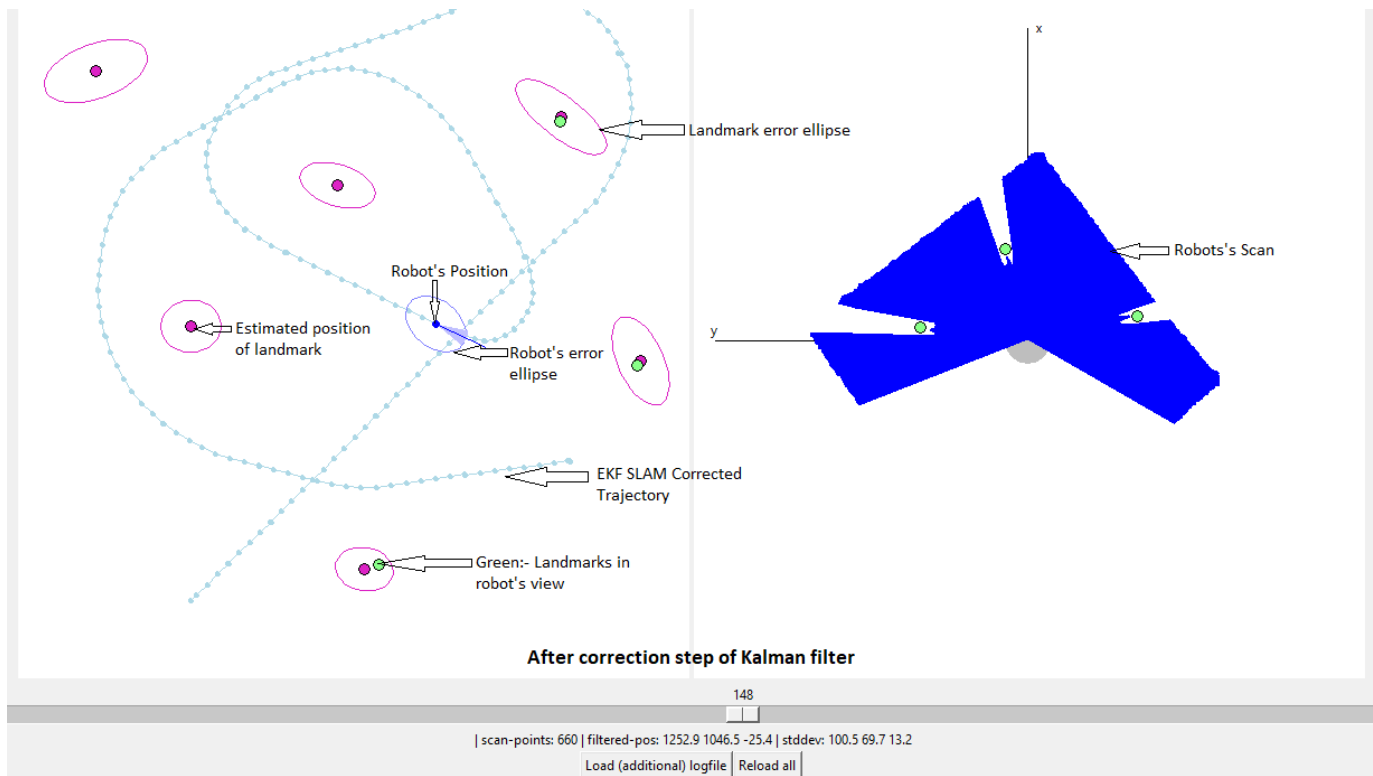 x
Landmark error ellipse
Robots's Scan
Robot's Position
y
Estimated position
of landmark
Robot's error
ellipse
EKF SLAM Corrected
Trajectory
Green:- Landmarks in
robot's view
After correction step of Kalman filter
148
| scan-points: 660 | filtered-pos: 1252.9 1046.5 -25.4 | stddev: 100.5 69.7 13.2
Load (additional) logfile Reload all